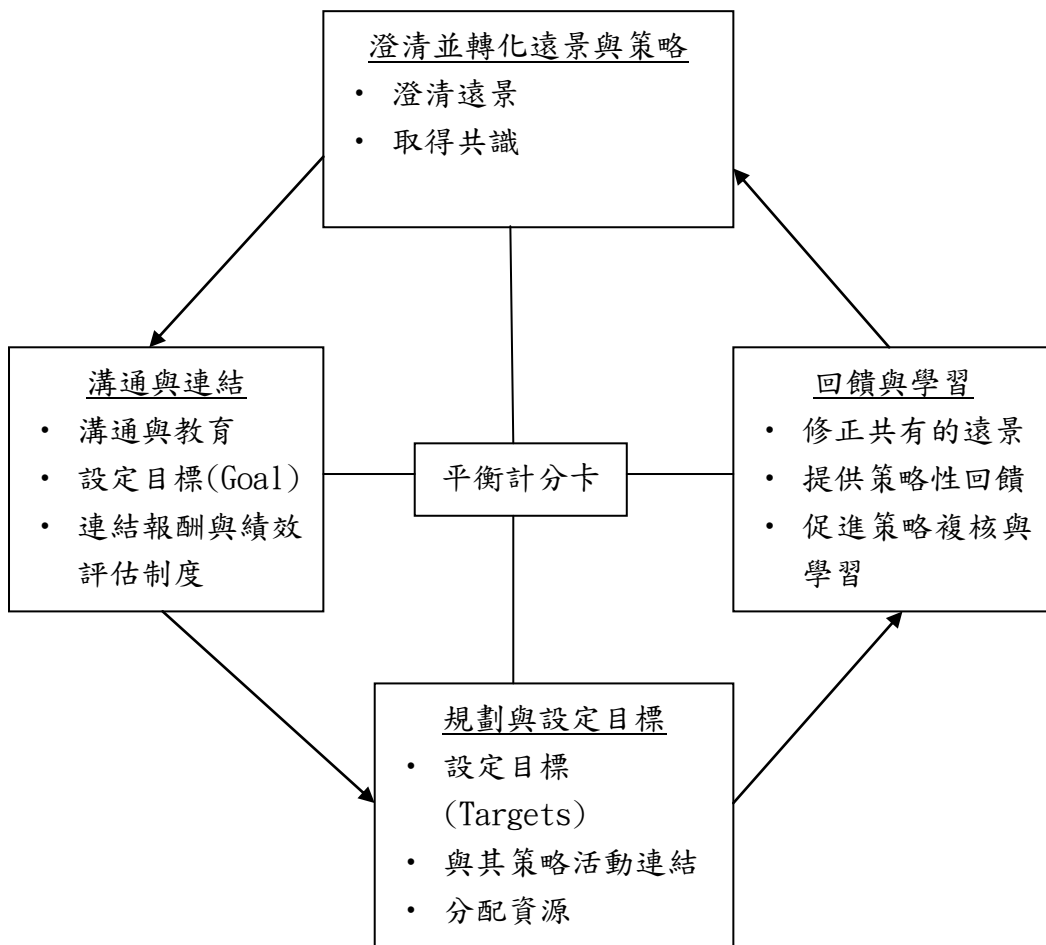 澄清並轉化遠景與策略
· 澄清遠景
· 取得共識
溝通與連結
· 溝通與教育
· 設定目標(Goal)
· 連結報酬與績效
評估制度
平衡計分卡
回饋與學習
· 修正共有的遠景
· 提供策略性回饋
· 促進策略複核與
學習
規劃與設定目標
· 設定目標
(Targets)
· 與其策略活動連結
· 分配資源